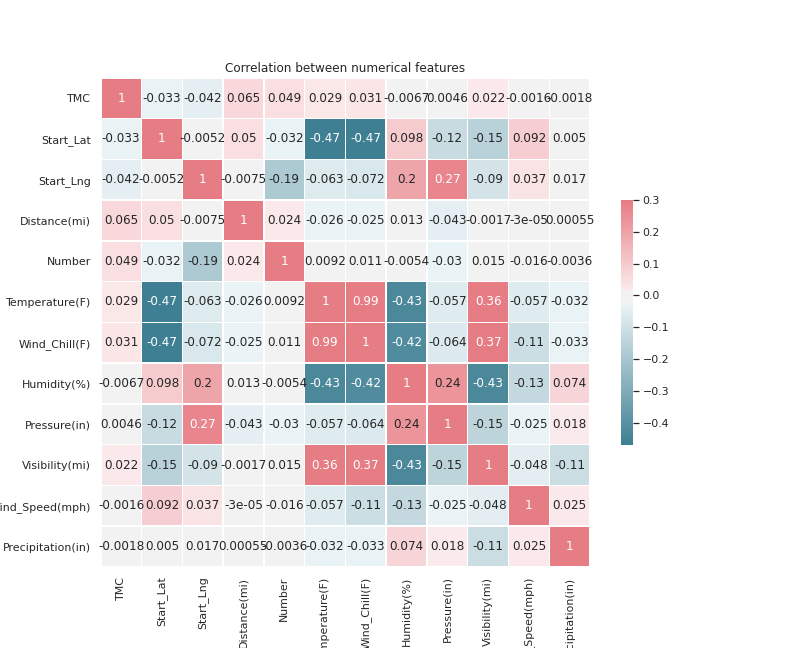 Correlation between numerical features
TMC 1 -0.033 -0.042 0.065 0.049 0.029 0.031 -0.0067 0.0046 0.022 -0.0016 -0.0018
Start_Lat -0.033 1 -0.0052 0.05 -0.032 -0.47 -0.47 0.098 -0.12 -0.15 0.092 0.005
Start_Lng -0.042 -0.0052 1 -0.0075 -0.19 -0.063 -0.072 0.2 0.27 -0.09 0.037 0.017
Distance(mi) 0.065 0.05 -0.0075 1 0.024 -0.026 -0.025 0.013 -0.043 -0.0017 -3e-05 0.00055
Number 0.049 -0.032 -0.19 0.024 1 0.0092 0.011 -0.0054 -0.03 0.015 -0.016 -0.0036
Temperature(F) 0.029 -0.47 -0.063 -0.026 0.0092 1 0.99 -0.43 -0.057 0.36 -0.057 -0.032
Wind_Chill(F) 0.031 -0.47 -0.072 -0.025 0.011 0.99 1 -0.42 -0.064 0.37 -0.11 -0.033
Humidity(%) -0.0067 0.098 0.2 0.013 -0.0054 -0.43 -0.42 1 0.24 -0.43 -0.13 0.074
Pressure(in) 0.0046 -0.12 0.27 -0.043 -0.03 -0.057 -0.064 0.24 1 -0.15 -0.025 0.018
Visibility(mi) 0.022 -0.15 -0.09 -0.0017 0.015 0.36 0.37 -0.43 -0.15 1 -0.048 -0.11
ind_Speed(mph) -0.0016 0.092 0.037 -3e-05 -0.016 -0.057 -0.11 -0.13 -0.025 -0.048 1 0.025
Precipitation(in) -0.0018 0.005 0.017 0.00055 -0.0036 -0.032 -0.033 0.074 0.018 -0.11 0.025 1
TMC
Start_Lat
Start_Lng
Distance(mi)
Number
mperature(F)
Wind_Chill(F)
Humidity(%)
Pressure(in)
Visibility(mi)
_Speed(mph)
cipitation(in)
0.3
0.2
0.1
0.0
−0.1
−0.2
−0.3
−0.4